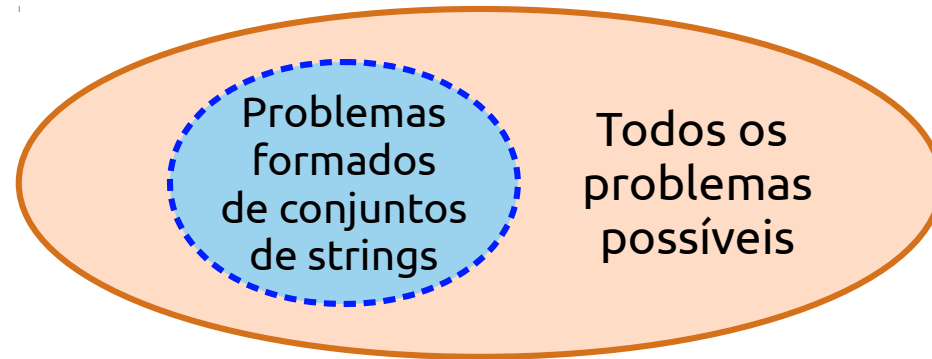 Problemas
formados
de conjuntos
de strings
Todos os
problemas
possíveis